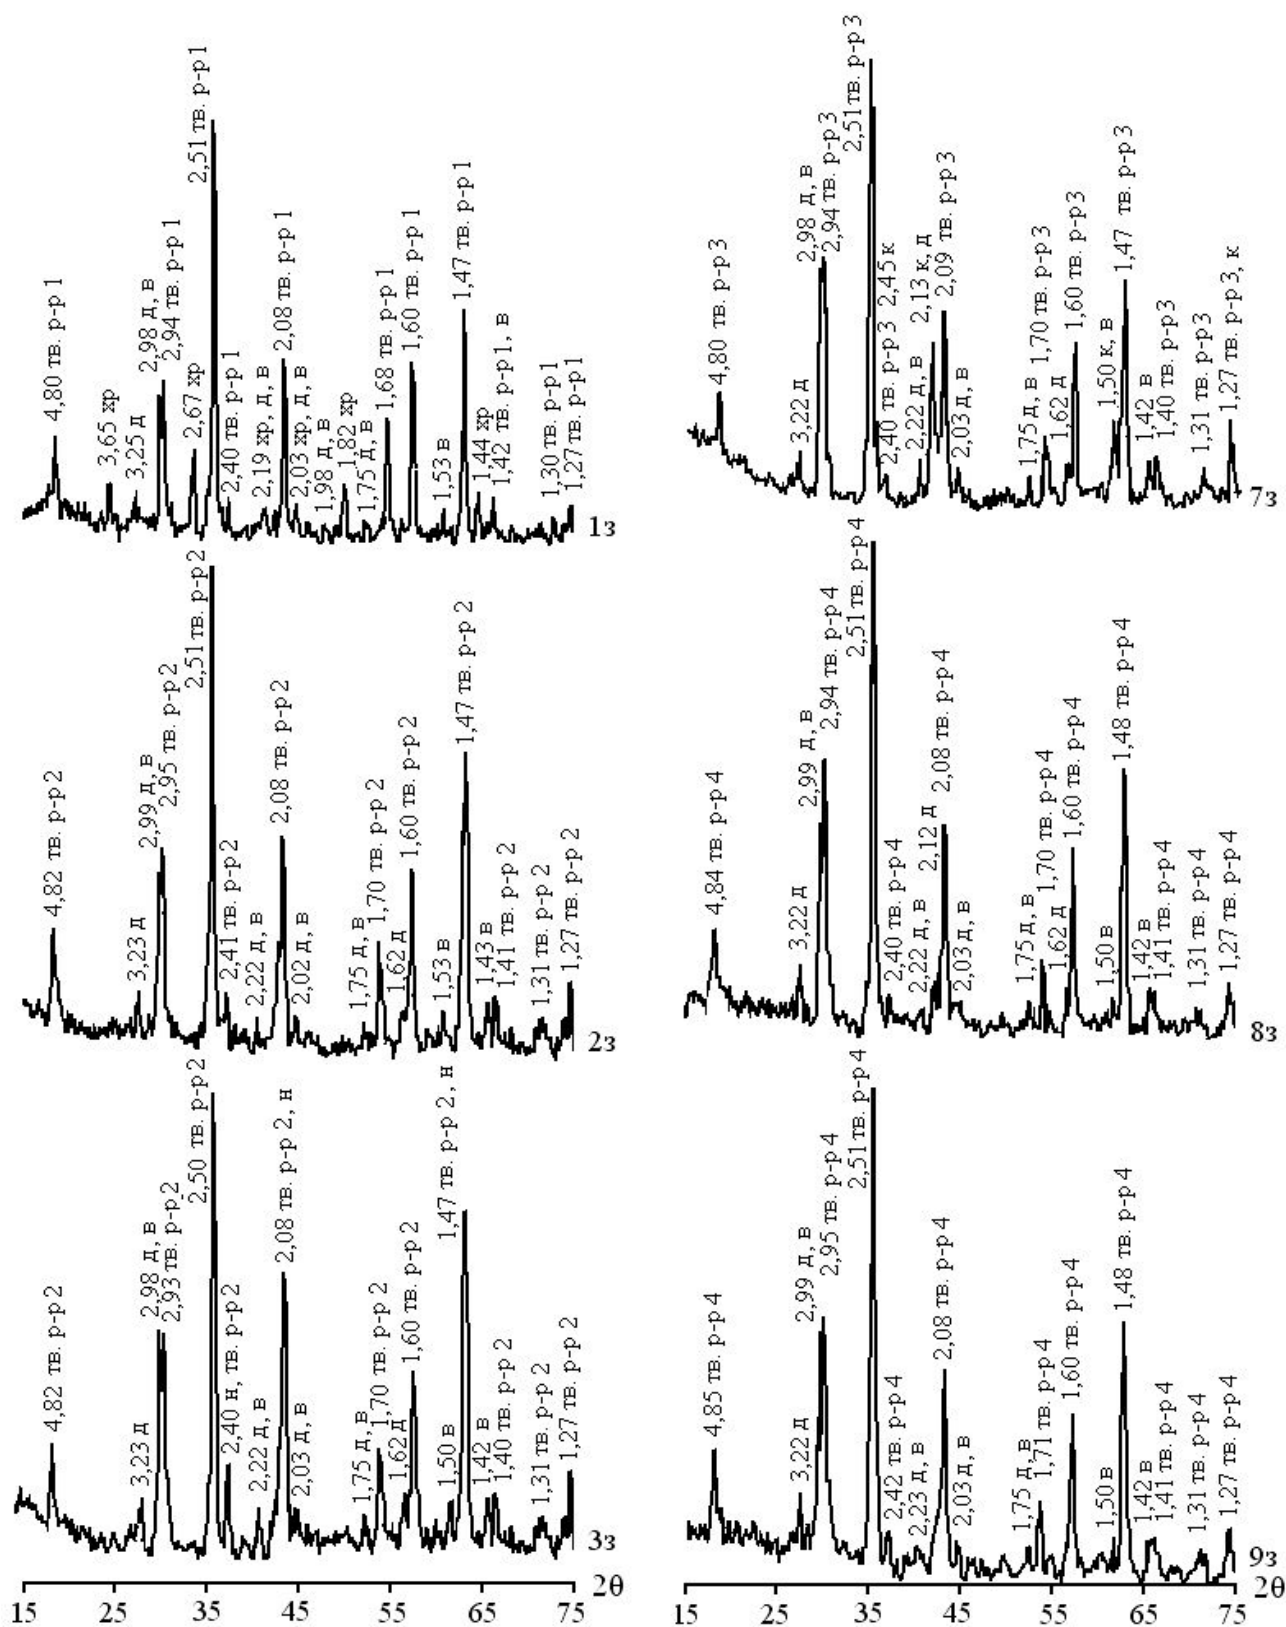 4,80 тв. р-р 1
3,65 хр
3,25 д
2,98 д, в
2,94 тв. р-р 1
2,67 хр
2,51 тв. р-р 1
2,40 тв. р-р 1
2,19 хр, д, в
2,08 тв. р-р 1
2,03 хр, д, в
1,98 д, в
1,82 хр
1,75 д, в
1,68 тв. р-р 1
1,60 тв. р-р 1
1,53 в
1,47 тв. р-р 1
1,44 хр
1,42 тв. р-р 1, в
1,30 тв. р-р 1
1,27 тв. р-р 1
1з
4,82 тв. р-р 2
3,23 д
2,99 д, в
2,95 тв. р-р 2
2,51 тв. р-р 2
2,41 тв. р-р 2
2,22 д, в
2,08 тв. р-р 2
2,02 д, в
1,75 д, в
1,70 тв. р-р 2
1,62 д
1,60 тв. р-р 2
1,53 в
1,47 тв. р-р 2
1,43 в
1,41 тв. р-р 2
1,31 тв. р-р 2
1,27 тв. р-р 2
2з
4,82 тв. р-р 2
3,23 д
2,98 д, в
2,93 тв. р-р 2
2,50 тв. р-р 2
2,40 н, тв. р-р 2
2,22 д, в
2,08 тв. р-р 2, н
2,03 д, в
1,75 д, в
1,70 тв. р-р 2
1,62 д
1,60 тв. р-р 2
1,50 в
1,47 тв. р-р 2, н
1,42 в
1,40 тв. р-р 2
1,31 тв. р-р 2
1,27 тв. р-р 2
3з
2θ
15 25 35 45 55 65 75
4,80 тв. р-р 3
3,22 д
2,98 д, в
2,94 тв. р-р 3
2,51 тв. р-р 3
2,45 к
2,40 тв. р-р 3
2,22 д, в
2,13 к, д
2,09 тв. р-р 3
2,03 д, в
1,75 д, в
1,70 тв. р-р 3
1,62 д
1,60 тв. р-р 3
1,50 к, в
1,47 тв. р-р 3
1,42 в
1,40 тв. р-р 3
1,31 тв. р-р 3
1,27 тв. р-р 3, к
7з
4,84 тв. р-р 4
3,22 д
2,99 д, в
2,94 тв. р-р 4
2,51 тв. р-р 4
2,40 тв. р-р 4
2,22 д, в
2,12 д
2,08 тв. р-р 4
2,03 д, в
1,75 д, в
1,70 тв. р-р 4
1,62 д
1,60 тв. р-р 4
1,50 в
1,48 тв. р-р 4
1,42 в
1,41 тв. р-р 4
1,31 тв. р-р 4
1,27 тв. р-р 4
8з
4,85 тв. р-р 4
3,22 д
2,99 д, в
2,95 тв. р-р 4
2,51 тв. р-р 4
2,42 тв. р-р 4
2,23 д, в
2,08 тв. р-р 4
2,03 д, в
1,75 д, в
1,71 тв. р-р 4
1,60 тв. р-р 4
1,50 в
1,48 тв. р-р 4
1,42 в
1,41 тв. р-р 4
1,31 тв. р-р 4
1,27 тв. р-р 4
9з
2θ
15 25 35 45 55 65 75